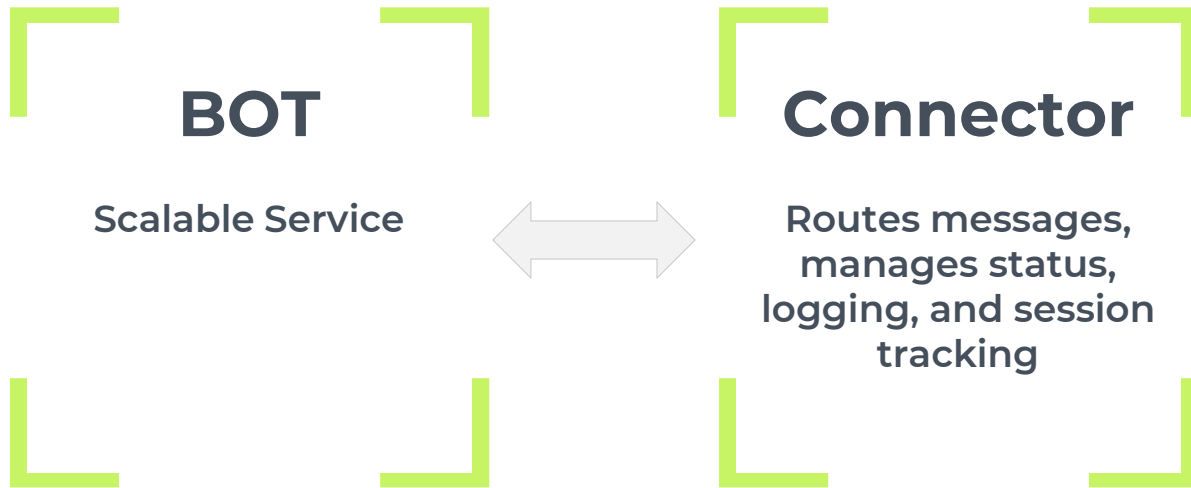 BOT
Scalable Service
Connector
Routes messages,
manages status,
logging, and session
tracking